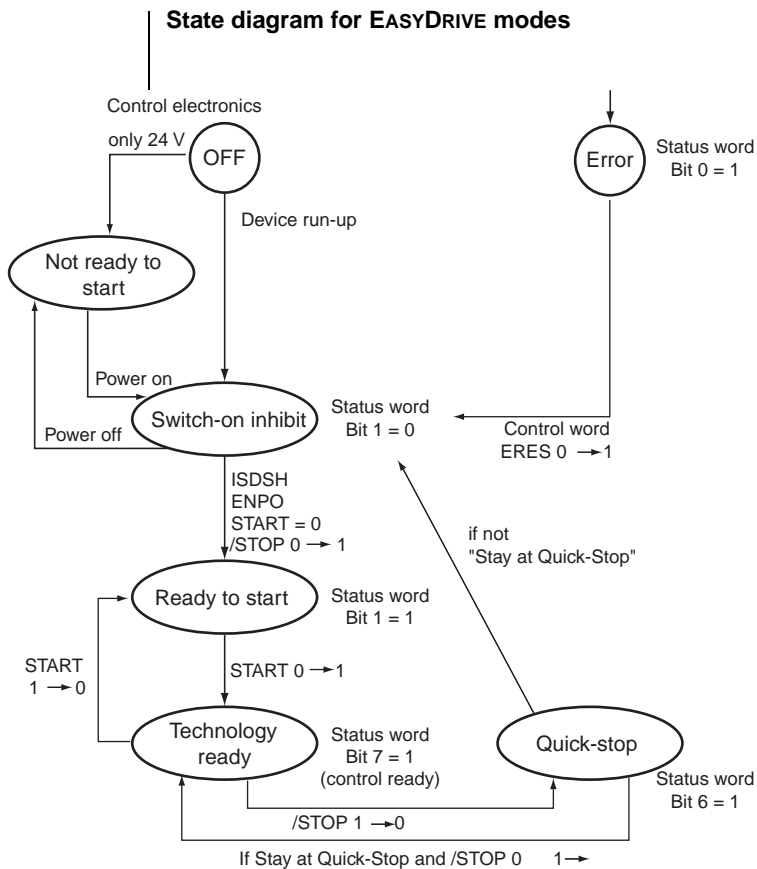 State diagram for EASYDRIVE modes
Control electronics
only 24 V
OFF
Error
Status word
Bit 0 = 1
Device run-up
Not ready to
start
Power on
Switch-on inhibit
Status word
Bit 1 = 0
Power off
Control word
ERES 0 → 1
ISDSH
ENPO
START = 0
/STOP 0 → 1
if not
"Stay at Quick-Stop"
Ready to start
Status word
Bit 1 = 1
START
1 → 0
START 0 → 1
Technology
ready
Status word
Bit 7 = 1
(control ready)
Quick-stop
Status word
Bit 6 = 1
/STOP 1 → 0
If Stay at Quick-Stop and /STOP 0 1 →